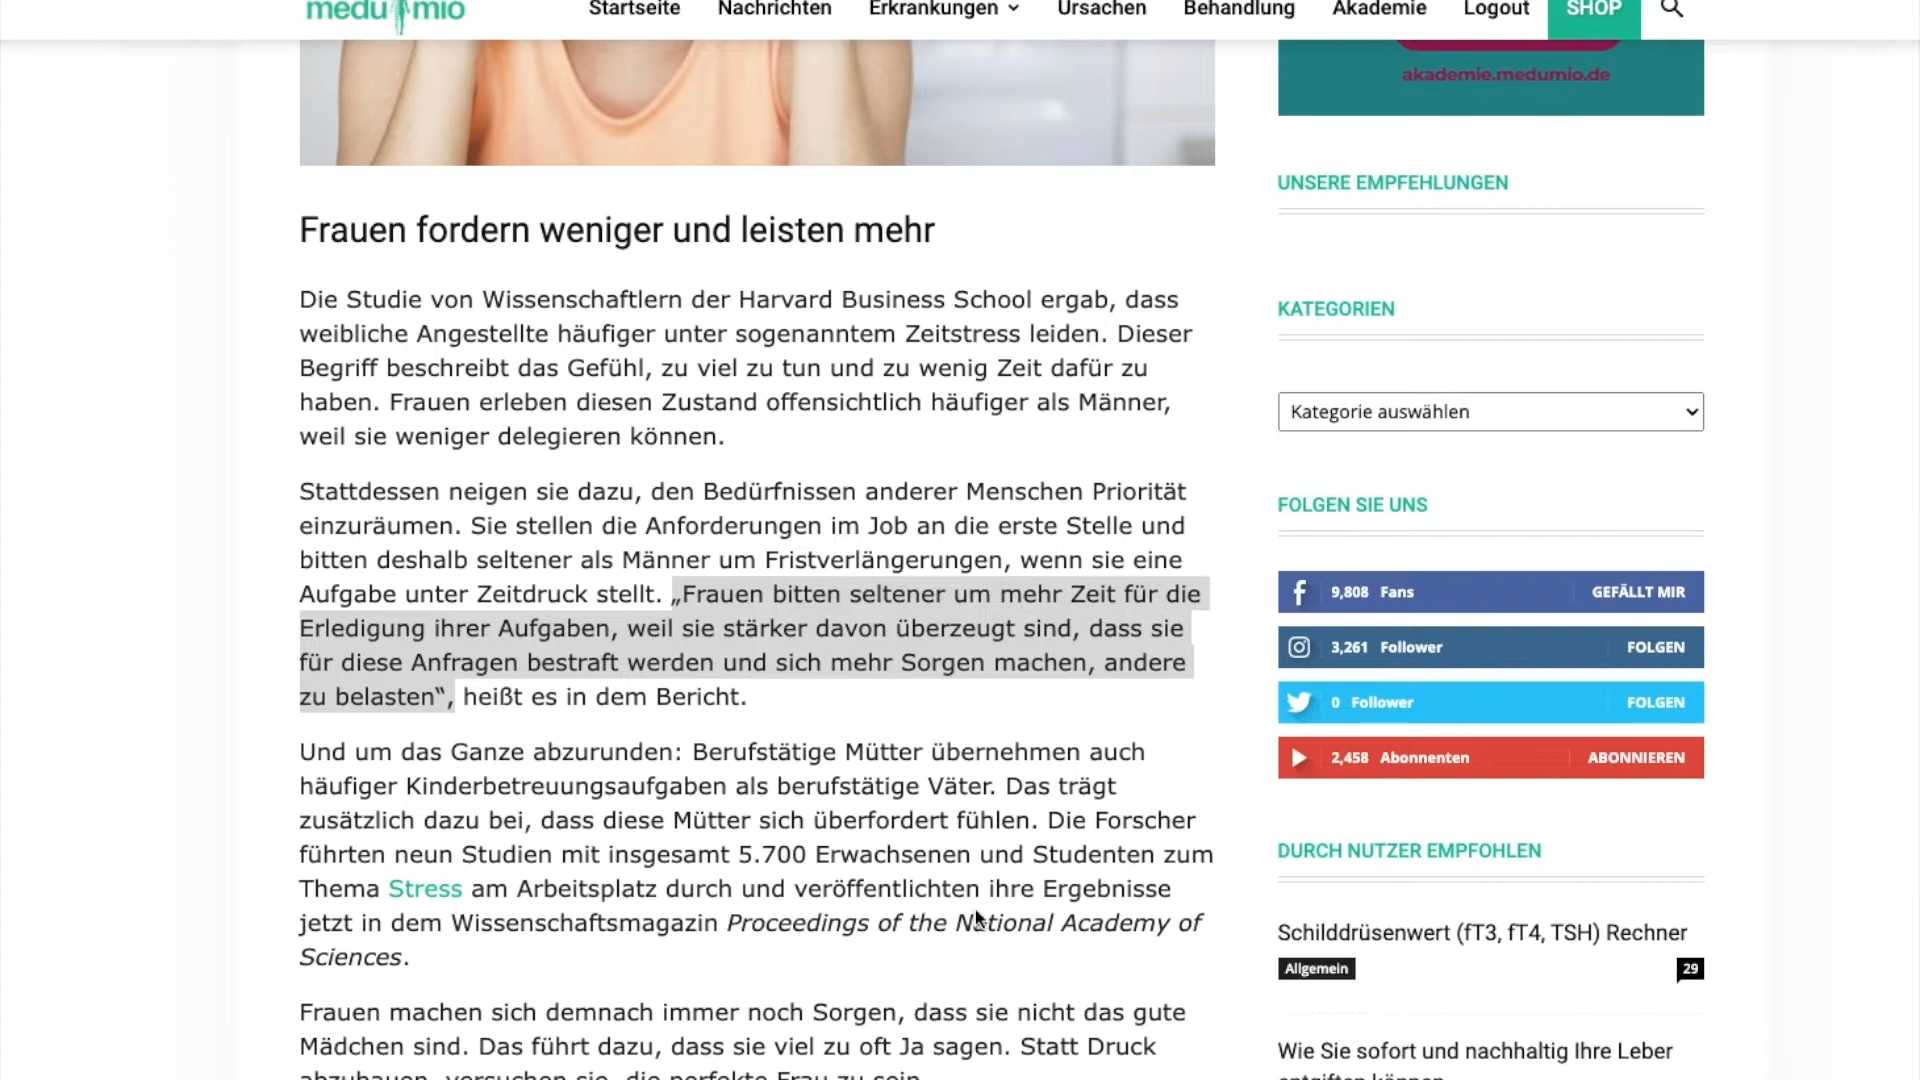 medumio
Startseite Nachrichten Erkrankungen Ursachen Behandlung Akademie Logout SHOP
Frauen fordern weniger und leisten mehr
Die Studie von Wissenschaftlern der Harvard Business School ergab, dass
weibliche Angestellte häufiger unter sogenanntem Zeitstress leiden. Dieser
Begriff beschreibt das Gefühl, zu viel zu tun und zu wenig Zeit dafür zu
haben. Frauen erleben diesen Zustand offensichtlich häufiger als Männer,
weil sie weniger delegieren können.
Stattdessen neigen sie dazu, den Bedürfnissen anderer Menschen Priorität
einzuräumen. Sie stellen die Anforderungen im Job an die erste Stelle und
bitten deshalb seltener als Männer um Fristverlängerungen, wenn sie eine
Aufgabe unter Zeitdruck stellt. „Frauen bitten seltener um mehr Zeit für die
Erledigung ihrer Aufgaben, weil sie stärker davon überzeugt sind, dass sie
für diese Anfragen bestraft werden und sich mehr Sorgen machen, andere
zu belasten“, heißt es in dem Bericht.
Und um das Ganze abzurunden: Berufstätige Mütter übernehmen auch
häufiger Kinderbetreuungsaufgaben als berufstätige Väter. Das trägt
zusätzlich dazu bei, dass diese Mütter sich überfordert fühlen. Die Forscher
führten neun Studien mit insgesamt 5.700 Erwachsenen und Studenten zum
Thema Stress am Arbeitsplatz durch und veröffentlichten ihre Ergebnisse
jetzt in dem Wissenschaftsmagazin Proceedings of the National Academy of
Sciences.
Frauen machen sich demnach immer noch Sorgen, dass sie nicht das gute
Mädchen sind. Das führt dazu, dass sie viel zu oft Ja sagen. Statt Druck
abzubauen, versuchen sie, die perfekte Frau zu sein.
akademie.medumio.de
UNSERE EMPFEHLUNGEN
KATEGORIEN
Kategorie auswählen
FOLGEN SIE UNS
9,808 Fans GEFÄLLT MIR
3,261 Follower FOLGEN
0 Follower FOLGEN
2,458 Abonnenten ABONNIEREN
DURCH NUTZER EMPFOHLEN
Schilddrüsenwert (fT3, fT4, TSH) Rechner
Allgemein 29
Wie Sie sofort und nachhaltig Ihre Leber
entgiften können